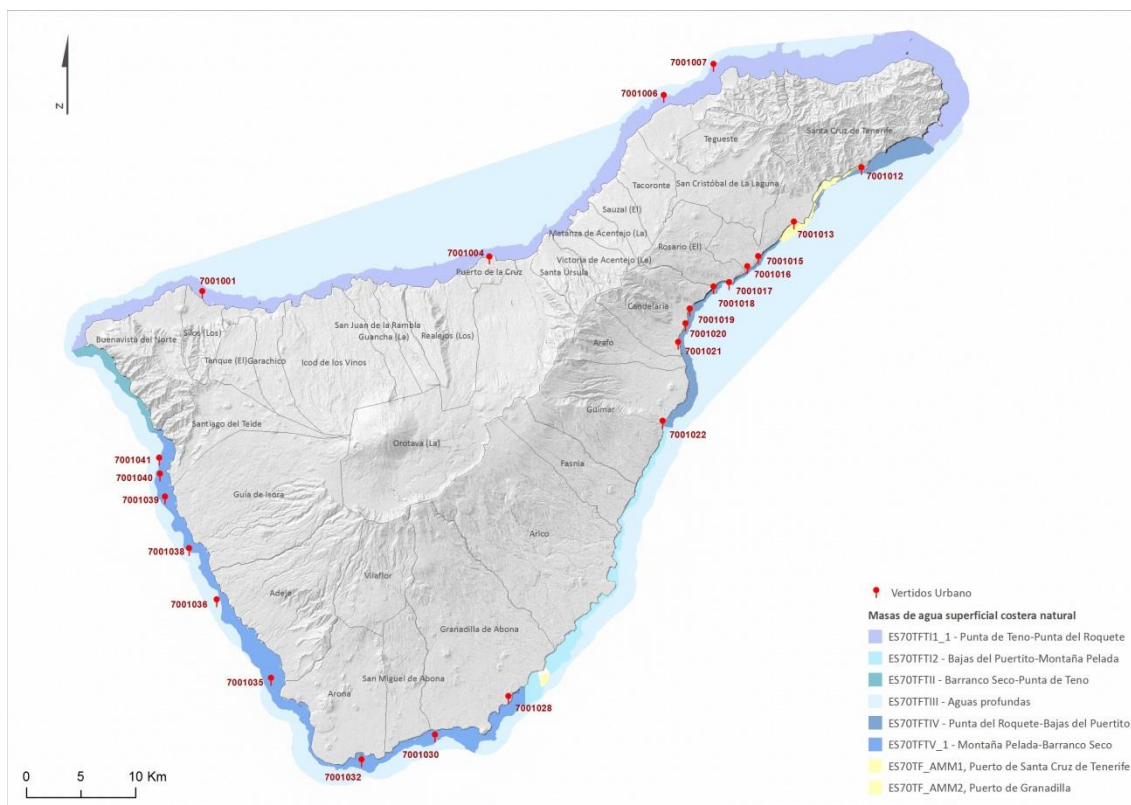 N
7001007
7001006
Santa Cruz de Tenerife
Tegueste
7001012
San Cristóbal de La Laguna
Tacoronte
Sauzal (El)
7001013
Matanza de Acentejo (La)
Rosario (El)
7001004
Victoria de Acentejo (La)
7001015
Puerto de la Cruz
Santa Úrsula
7001016
7001001
7001017
7001018
Candelaria
7001019
San Juan de la Rambla
Silos (Los)
Guancha (La)
Realejos (Los)
7001020
Buenavista del Norte
Arafo
7001021
Tanque (El)
Garachico
Icod de los Vinos
Güimar
Santiago del Teide
7001022
Orotava (La)
7001041
Fasnia
7001040
7001039
Guía de Isora
Arico
7001038
Vilaflor
Adeje
7001036
Vertidos Urbano
Masas de agua superficial costera natural
Granadilla de Abona
ES70TFTI1_1 - Punta de Teno-Punta del Roquete
ES70TFTI2 - Bajas del Puertito-Montaña Pelada
7001035
San Miguel de Abona
ES70TFTII - Barranco Seco-Punta de Teno
Arona
ES70TFTIII - Aguas profundas
7001028
ES70TFTIV - Punta del Roquete-Bajas del Puertito
7001030
ES70TFTV_1 - Montaña Pelada-Barranco Seco
7001032
ES70TF_AMM1, Puerto de Santa Cruz de Tenerife
0 5 10 Km
ES70TF_AMM2, Puerto de Granadilla